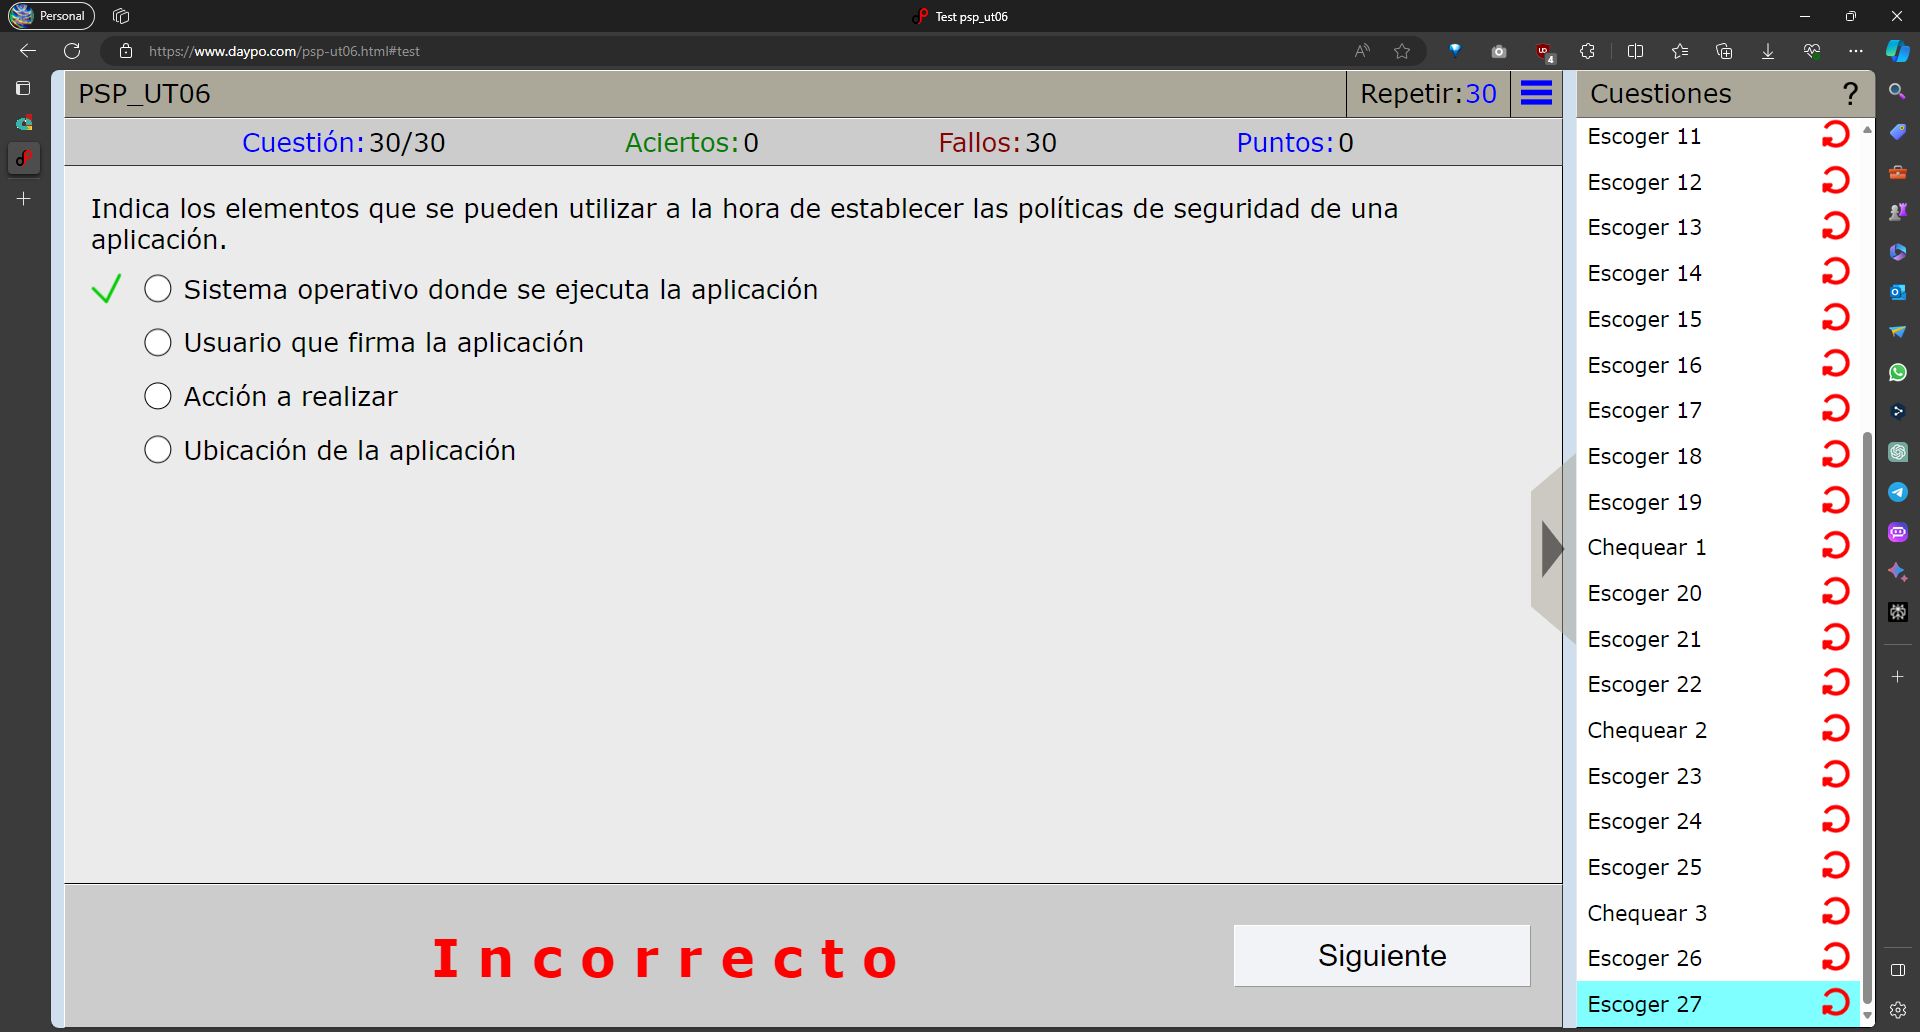 Personal
Test psp_ut06
https://www.daypo.com/psp-ut06.html#test
4
PSP_UT06
Repetir:30
Cuestiones
?
Cuestión:30/30
Aciertos:0
Fallos:30
Puntos:0
Indica los elementos que se pueden utilizar a la hora de establecer las políticas de seguridad de una
aplicación.
Sistema operativo donde se ejecuta la aplicación
Usuario que firma la aplicación
Acción a realizar
Ubicación de la aplicación
Incorrecto
Siguiente
Escoger 11
Escoger 12
Escoger 13
Escoger 14
Escoger 15
Escoger 16
Escoger 17
Escoger 18
Escoger 19
Chequear 1
Escoger 20
Escoger 21
Escoger 22
Chequear 2
Escoger 23
Escoger 24
Escoger 25
Chequear 3
Escoger 26
Escoger 27